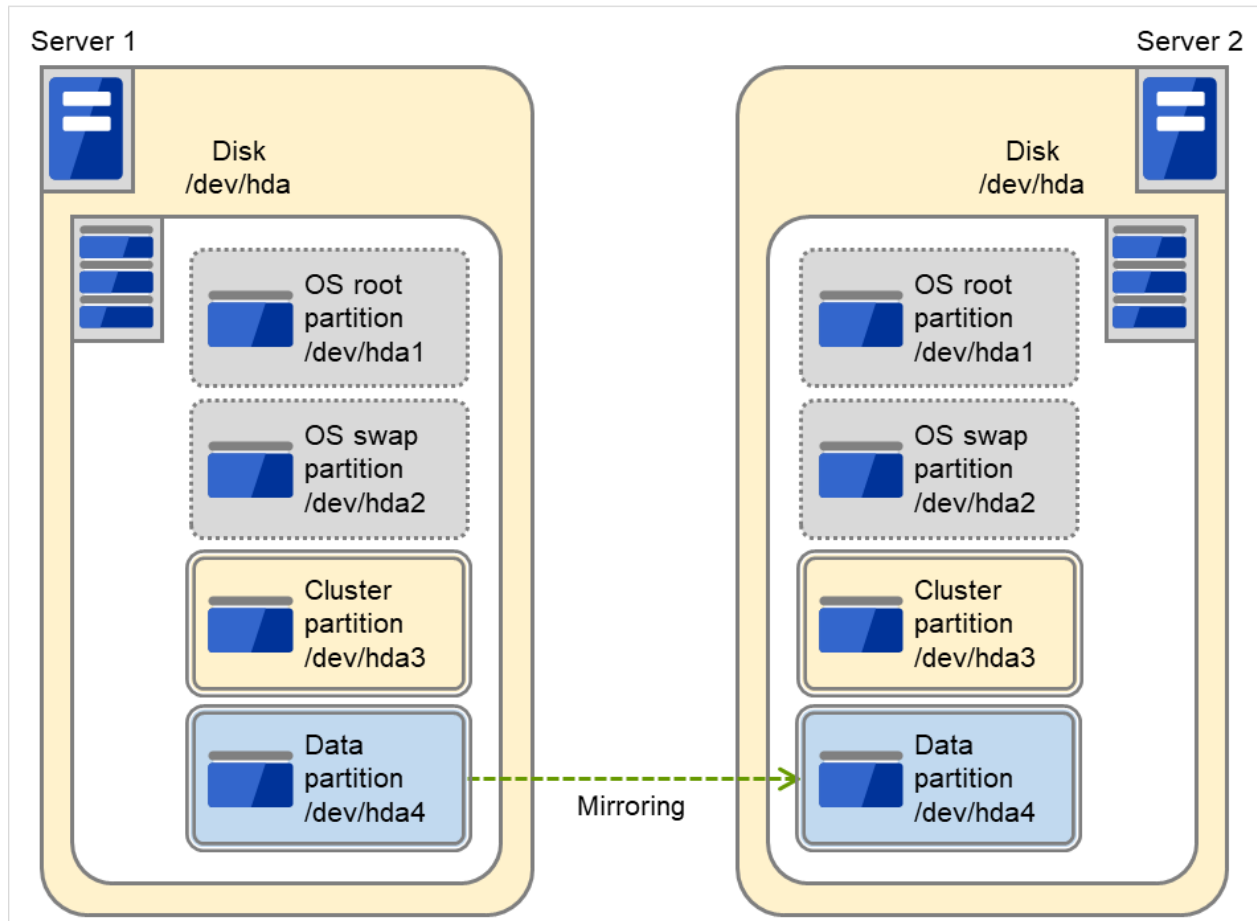 Server 1
Server 2
Disk
/dev/hda
Disk
/dev/hda
OS root
partition
/dev/hda1
OS root
partition
/dev/hda1
OS swap
partition
/dev/hda2
OS swap
partition
/dev/hda2
Cluster
partition
/dev/hda3
Cluster
partition
/dev/hda3
Data
partition
/dev/hda4
Mirroring
Data
partition
/dev/hda4